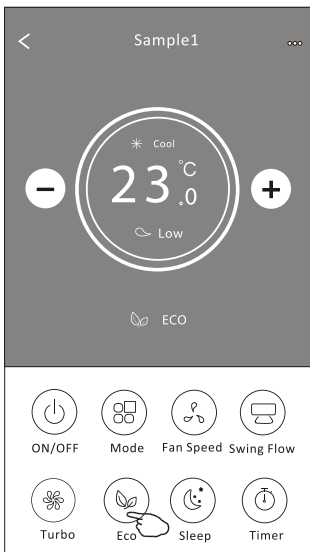 Sample1
Cool
23.0°C
Low
ECO
ON/OFF Mode Fan Speed Swing Flow
Turbo Eco Sleep Timer